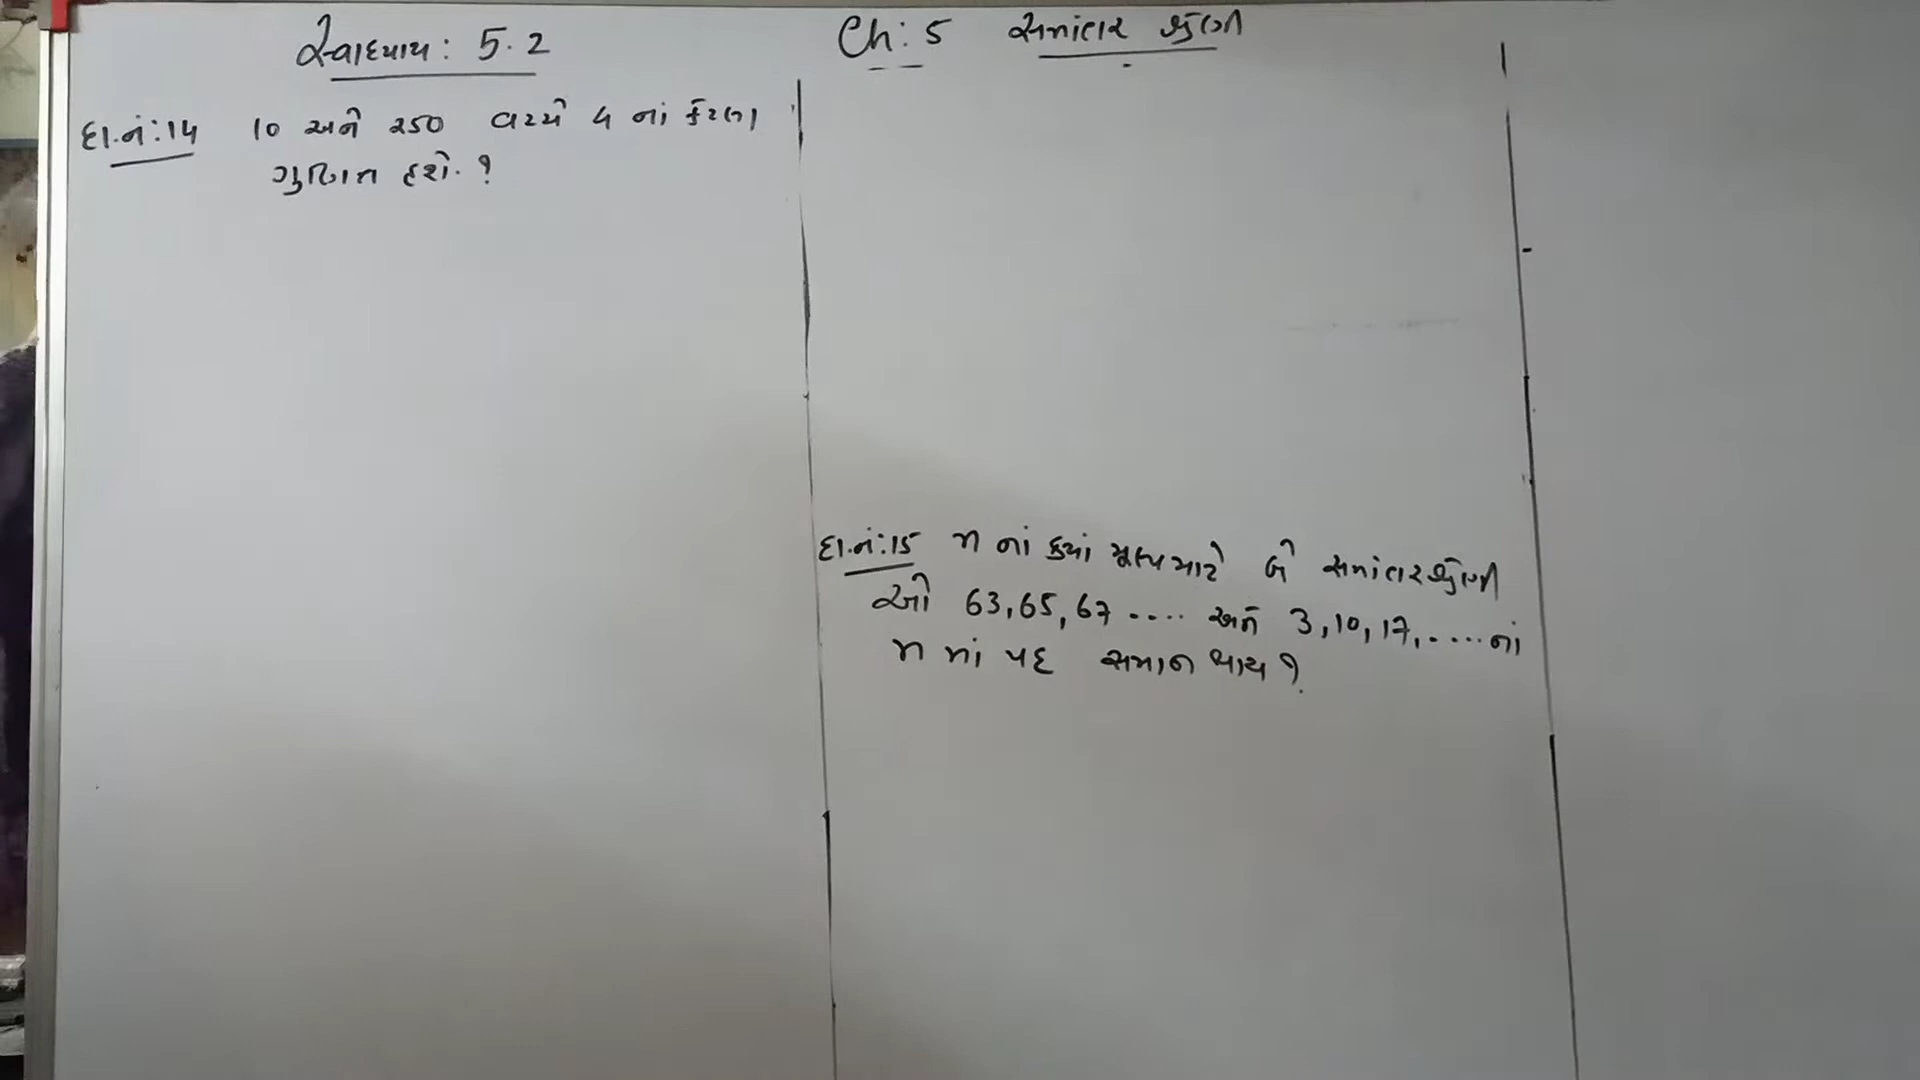 સ્વાધ્યાય : 5.2
Ch : 5 સમાંતર શ્રેણી
દા.નં : 14 10 અને 250 વચ્ચે 4 નાં કેટલા
ગુણિત હશે. ?
દા.નં : 15 n નાં કયાં મૂલ્ય માટે બે સમાંતર શ્રેણી
ઓ 63, 65, 67 .... અને 3, 10, 17, .... નાં
n માં પદ સમાન થાય ?